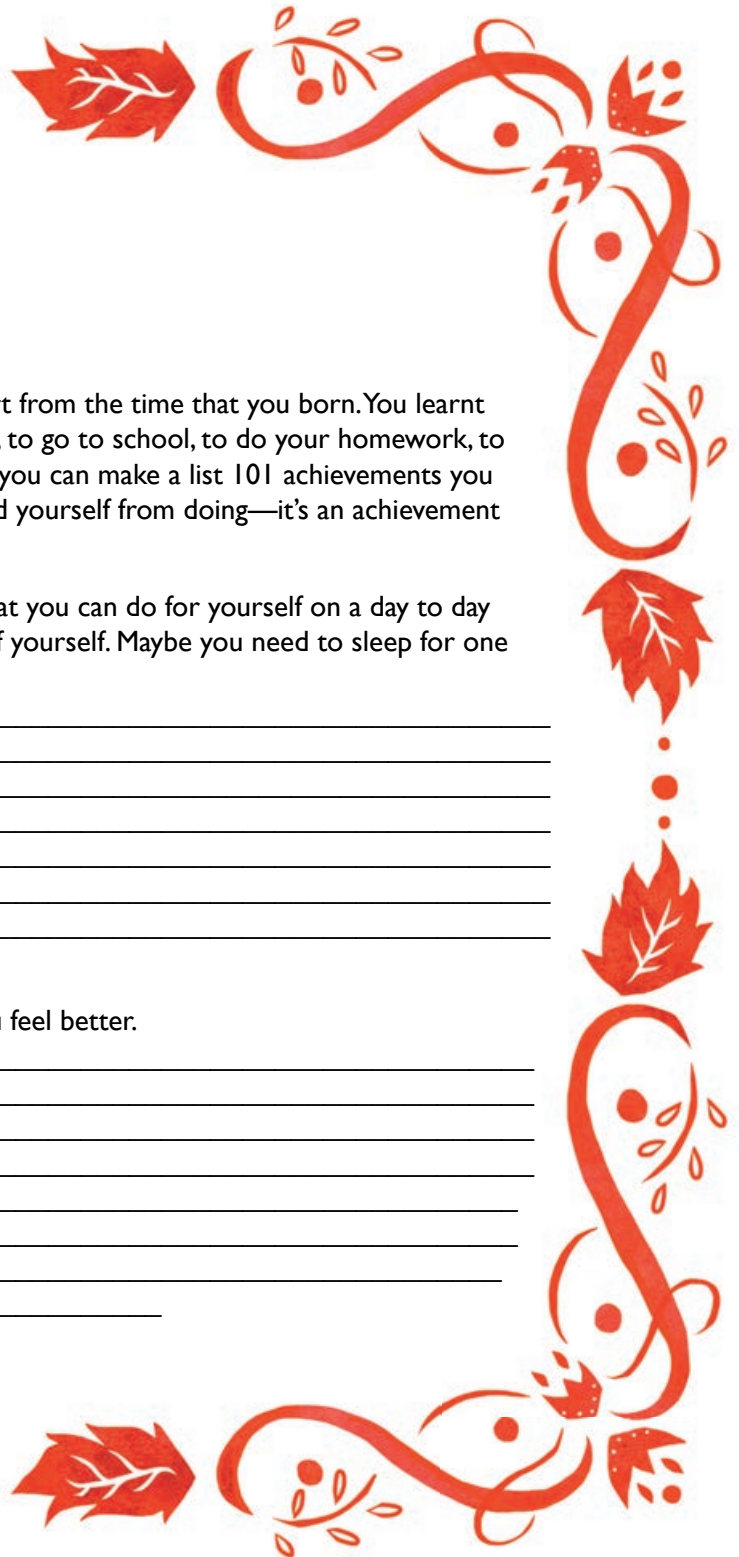 t from the time that you born. You learnt
, to go to school, to do your homework, to
you can make a list 101 achievements you
d yourself from doing—it's an achievement
at you can do for yourself on a day to day
f yourself. Maybe you need to sleep for one
feel better.